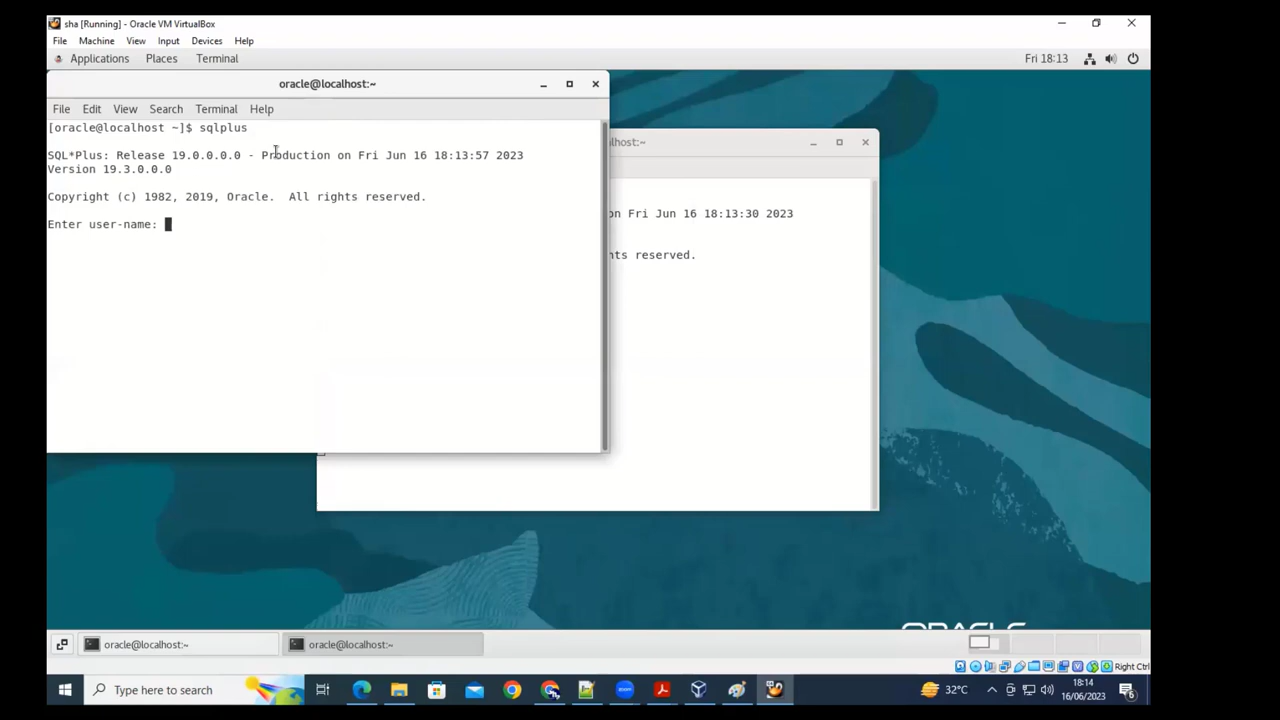 sha [Running] - Oracle VM VirtualBox
File Machine View Input Devices Help
Applications Places Terminal Fri 18:13
oracle@localhost:~
File Edit View Search Terminal Help
[oracle@localhost ~]$ sqlplus
SQL*Plus: Release 19.0.0.0.0 - Production on Fri Jun 16 18:13:57 2023
Version 19.3.0.0.0
Copyright (c) 1982, 2019, Oracle. All rights reserved.
Enter user-name:
lhost:~
on Fri Jun 16 18:13:30 2023
hts reserved.
ORACLE
oracle@localhost:~ oracle@localhost:~
Right Ctrl
Type here to search
32°C
18:14
16/06/2023
6